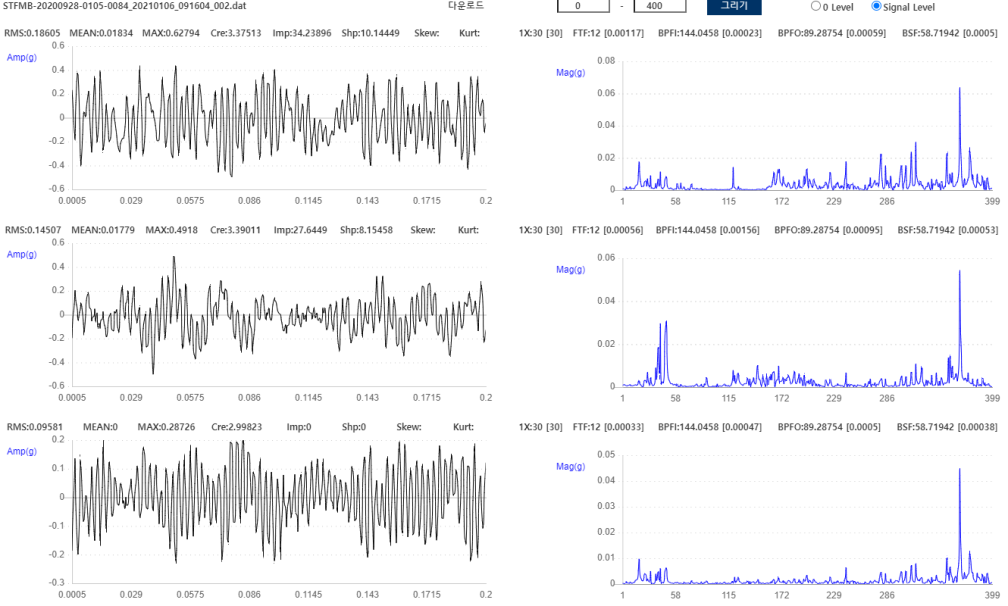 STFMB-20200928-0105-0084_20210106_091604_002.dat 다운로드 0 - 400 그리기 0 Level Signal Level
RMS:0.18605 MEAN:0.01834 MAX:0.62794 Cre:3.37513 Imp:34.23896 Shp:10.14449 Skew: Kurt:
Amp(g)
0.6
0.4
0.2
0
-0.2
-0.4
-0.6
0.0005 0.029 0.0575 0.086 0.1145 0.143 0.1715 0.2
1X:30 [30] FTF:12 [0.00117] BPFI:144.0458 [0.00023] BPFO:89.28754 [0.00059] BSF:58.71942 [0.0005]
Mag(g)
0.08
0.06
0.04
0.02
0
1 58 115 172 229 286 399
RMS:0.14507 MEAN:0.01779 MAX:0.4918 Cre:3.39011 Imp:27.6449 Shp:8.15458 Skew: Kurt:
Amp(g)
0.6
0.4
0.2
0
-0.2
-0.4
-0.6
0.0005 0.029 0.0575 0.086 0.1145 0.143 0.1715 0.2
1X:30 [30] FTF:12 [0.00056] BPFI:144.0458 [0.00156] BPFO:89.28754 [0.00095] BSF:58.71942 [0.00053]
Mag(g)
0.06
0.04
0.02
0
1 58 115 172 229 286 399
RMS:0.09581 MEAN:0 MAX:0.28726 Cre:2.99823 Imp:0 Shp:0 Skew: Kurt:
Amp(g)
0.2
0.1
0
-0.1
-0.2
-0.3
0.0005 0.029 0.0575 0.086 0.1145 0.143 0.1715 0.2
1X:30 [30] FTF:12 [0.00033] BPFI:144.0458 [0.00047] BPFO:89.28754 [0.0005] BSF:58.71942 [0.00038]
Mag(g)
0.05
0.04
0.03
0.02
0.01
0
1 58 115 172 229 286 399